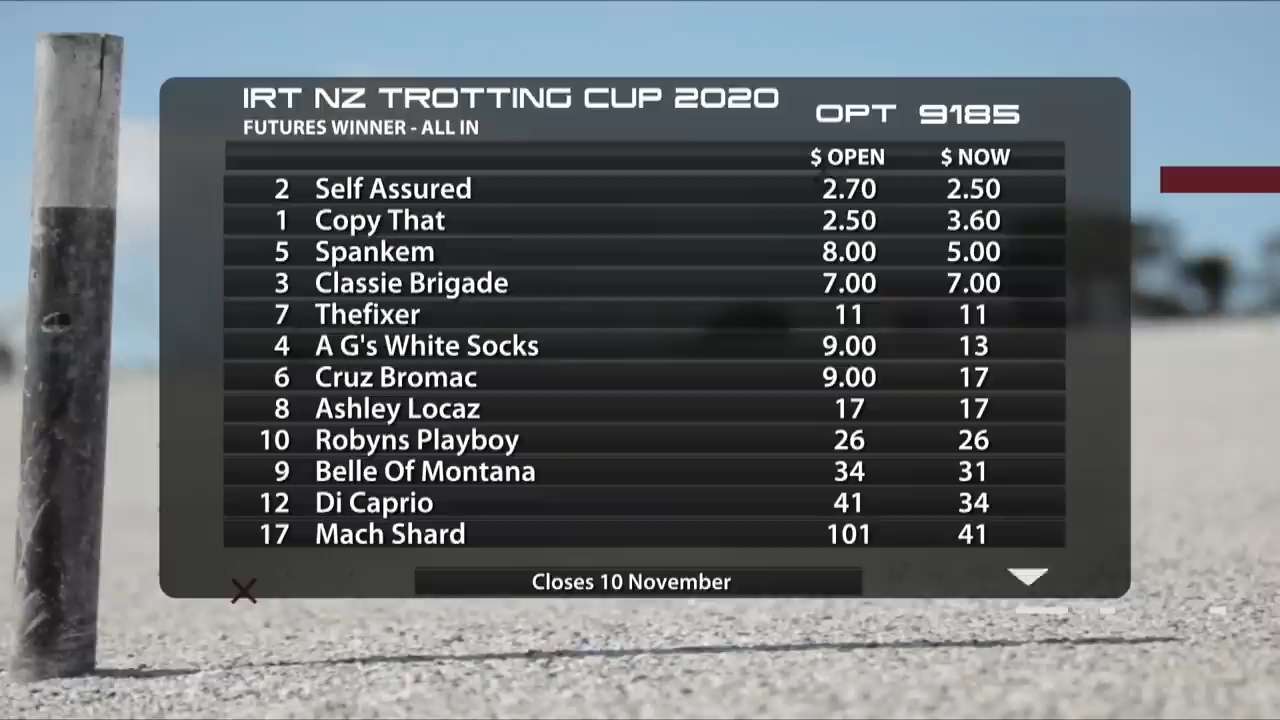 IRT NZ TROTTING CUP 2020 OPT 9185
FUTURES WINNER - ALL IN
$ OPEN $ NOW
2 Self Assured 2.70 2.50
1 Copy That 2.50 3.60
5 Spankem 8.00 5.00
3 Classie Brigade 7.00 7.00
7 Thefixer 11 11
4 A G's White Socks 9.00 13
6 Cruz Bromac 9.00 17
8 Ashley Locaz 17 17
10 Robyns Playboy 26 26
9 Belle Of Montana 34 31
12 Di Caprio 41 34
17 Mach Shard 101 41
Closes 10 November